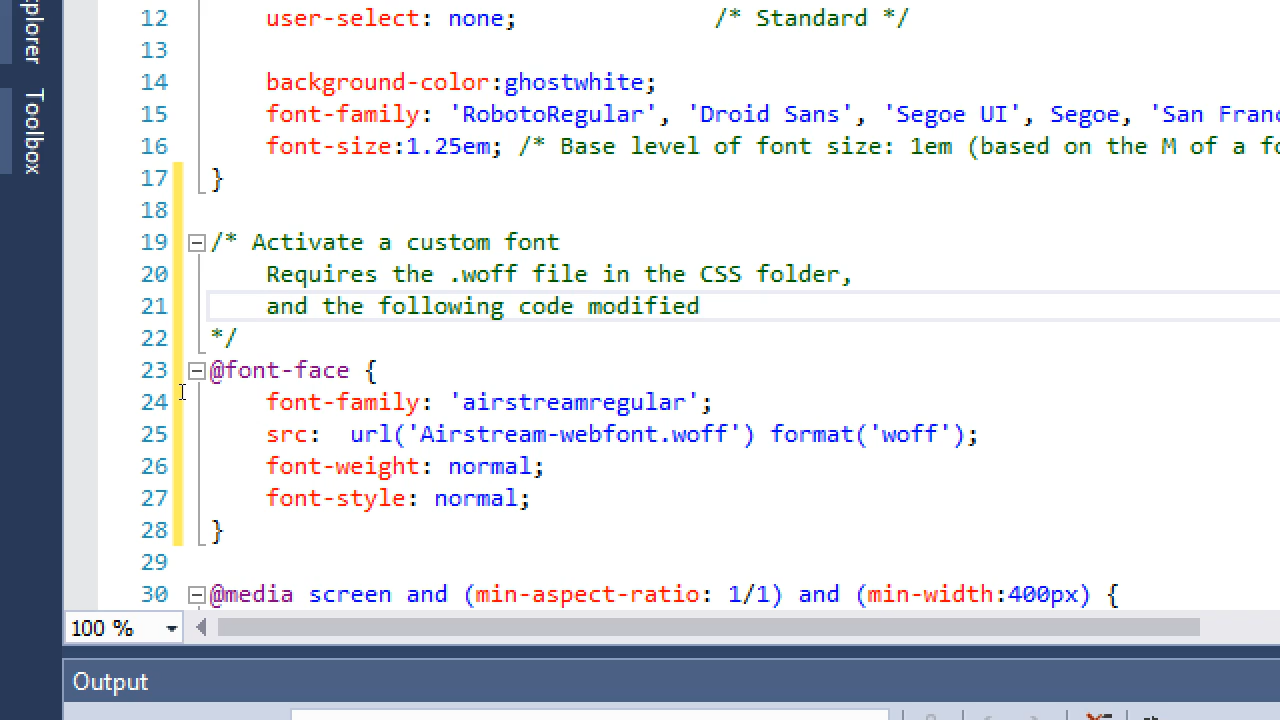 plorer
Toolbox
12 user-select: none; /* Standard */
13
14 background-color:ghostwhite;
15 font-family: 'RobotoRegular', 'Droid Sans', 'Segoe UI', Segoe, 'San Franc
16 font-size:1.25em; /* Base level of font size: 1em (based on the M of a fo
17 }
18
19 /* Activate a custom font
20 Requires the .woff file in the CSS folder,
21 and the following code modified
22 */
23 @font-face {
24 font-family: 'airstreamregular';
25 src: url('Airstream-webfont.woff') format('woff');
26 font-weight: normal;
27 font-style: normal;
28 }
29
30 @media screen and (min-aspect-ratio: 1/1) and (min-width:400px) {
100 %
Output